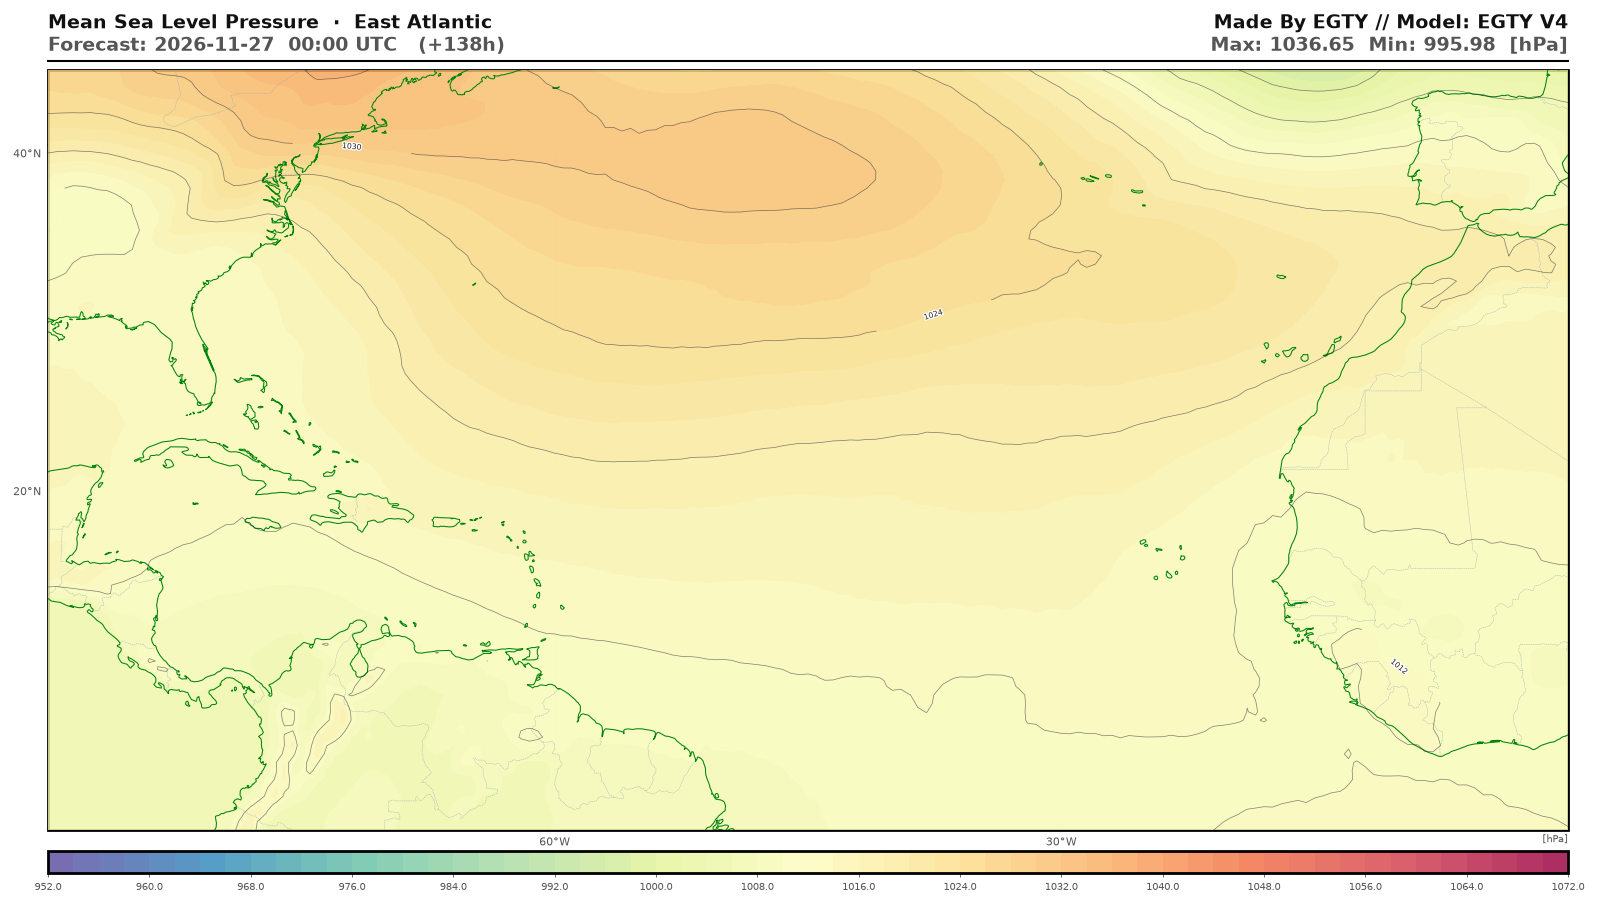 Mean Sea Level Pressure · East Atlantic
Made By EGTY // Model: EGTY V4
Forecast: 2026-11-27 00:00 UTC (+138h)
Max: 1036.65 Min: 995.98 [hPa]
1030
40°N
1024
20°N
1012
60°W
30°W
[hPa]
952.0 960.0 968.0 976.0 984.0 992.0 1000.0 1008.0 1016.0 1024.0 1032.0 1040.0 1048.0 1056.0 1064.0 1072.0